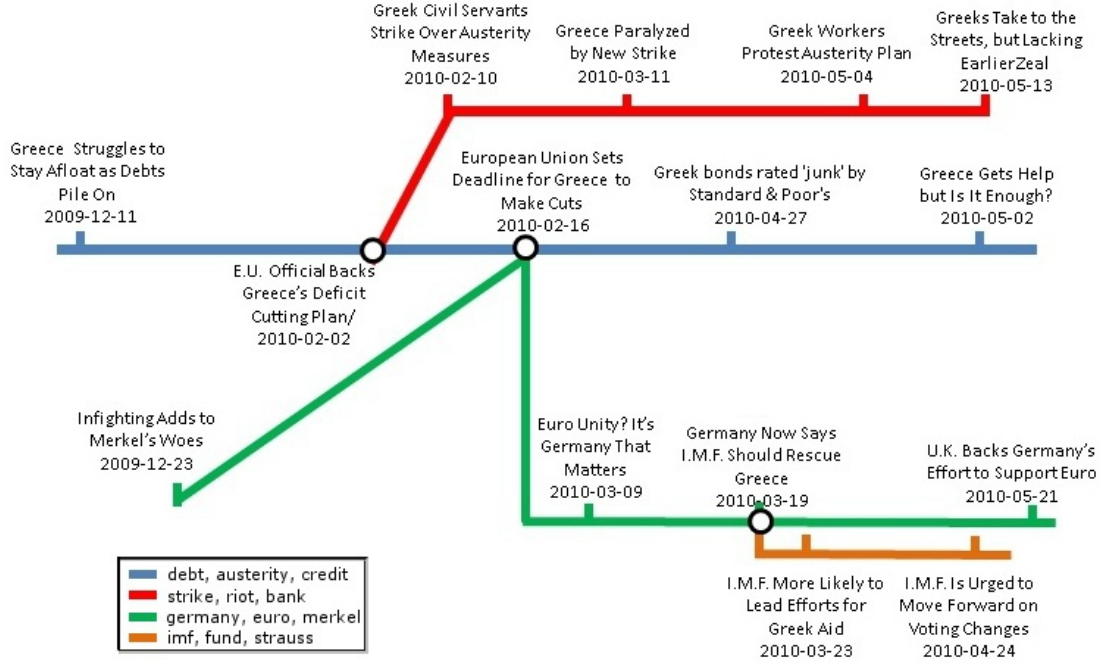 Greek Civil Servants
Strike Over Austerity
Measures
2010-02-10
Greece Paralyzed
by New Strike
2010-03-11
Greek Workers
Protest Austerity Plan
2010-05-04
Greeks Take to the
Streets, but Lacking
EarlierZeal
2010-05-13
Greece Struggles to
Stay Afloat as Debts
Pile On
2009-12-11
European Union Sets
Deadline for Greece to
Make Cuts
2010-02-16
Greek bonds rated 'junk' by
Standard & Poor's
2010-04-27
Greece Gets Help
but Is It Enough?
2010-05-02
E.U. Official Backs
Greece's Deficit
Cutting Plan/
2010-02-02
Infighting Adds to
Merkel's Woes
2009-12-23
Euro Unity? It's
Germany That
Matters
2010-03-09
Germany Now Says
I.M.F. Should Rescue
Greece
2010-03-19
U.K. Backs Germany's
Effort to Support Euro
2010-05-21
I.M.F. More Likely to
Lead Efforts for
Greek Aid
2010-03-23
I.M.F. Is Urged to
Move Forward on
Voting Changes
2010-04-24
debt, austerity, credit
strike, riot, bank
germany, euro, merkel
imf, fund, strauss